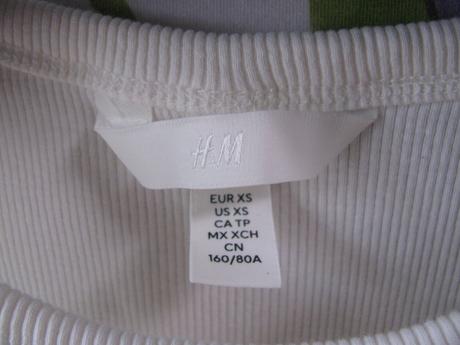 H&M
EUR XS
US XS
CA TP
MX XCH
CN
160/80A